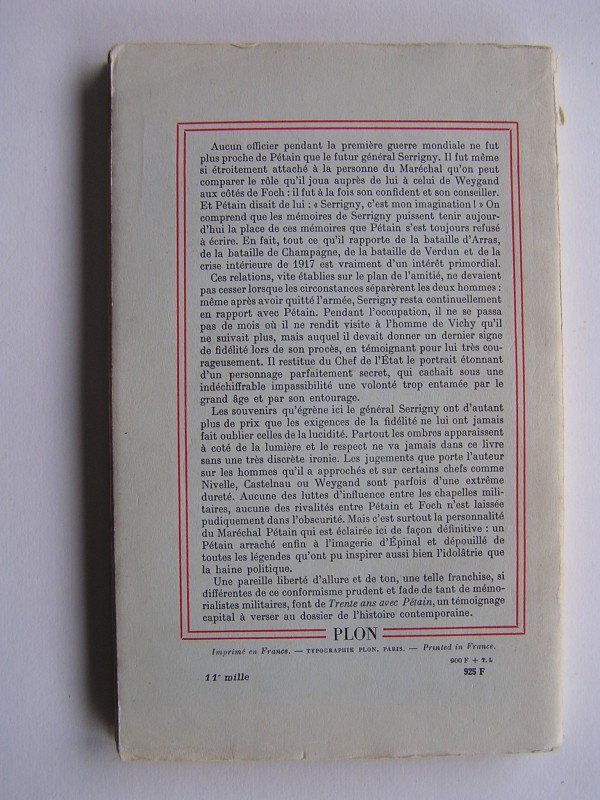 Aucun officier pendant la première guerre mondiale ne fut
plus proche de Pétain que le futur général Serrigny. Il fut même
si étroitement attaché à la personne du Maréchal qu'on peut
comparer le rôle qu'il joua auprès de lui à celui de Weygand
aux côtés de Foch : il fut à la fois son confident et son conseiller.
Et Pétain disait de lui : « Serrigny, c'est mon imagination ! » On
comprend que les mémoires de Serrigny puissent tenir aujour-
d'hui la place de ces mémoires que Pétain s'est toujours refusé
à écrire. En fait, tout ce qu'il rapporte de la bataille d'Arras,
de la bataille de Champagne, de la bataille de Verdun et de la
crise intérieure de 1917 est vraiment d'un intérêt primordial.
Ces relations, vite établies sur le plan de l'amitié, ne devaient
pas cesser lorsque les circonstances séparèrent les deux hommes :
même après avoir quitté l'armée, Serrigny resta continuellement
en rapport avec Pétain. Pendant l'occupation, il ne se passa
pas de mois où il ne rendit visite à l'homme de Vichy qu'il
ne suivait plus, mais auquel il devait donner un dernier signe
de fidélité lors de son procès, en témoignant pour lui très cou-
rageusement. Il restitue du Chef de l'État le portrait étonnant
d'un personnage parfaitement secret, qui cachait sous une
indéchiffrable impassibilité une volonté trop entamée par le
grand âge et par son entourage.
Les souvenirs qu'égrène ici le général Serrigny ont d'autant
plus de prix que les exigences de la fidélité ne lui ont jamais
fait oublier celles de la lucidité. Partout les ombres apparaissent
à coté de la lumière et le respect ne va jamais dans ce livre
sans une très discrète ironie. Les jugements que porte l'auteur
sur les hommes qu'il a approchés et sur certains chefs comme
Nivelle, Castelnau ou Weygand sont parfois d'une extrême
dureté. Aucune des luttes d'influence entre les chapelles mili-
taires, aucune des rivalités entre Pétain et Foch n'est laissée
pudiquement dans l'obscurité. Mais c'est surtout la personnalité
du Maréchal Pétain qui est éclairée ici de façon définitive : un
Pétain arraché enfin à l'imagerie d'Épinal et dépouillé de
toutes les légendes qu'ont pu inspirer aussi bien l'idolâtrie que
la haine politique.
Une pareille liberté d'allure et de ton, une telle franchise, si
différentes de ce conformisme prudent et fade de tant de mémo-
rialistes militaires, font de Trente ans avec Pétain, un témoignage
capital à verser au dossier de l'histoire contemporaine.
PLON
Imprimé en France. — TYPOGRAPHIE PLON, PARIS. — Printed in France.
900 F + T. L
11e mille
925 F